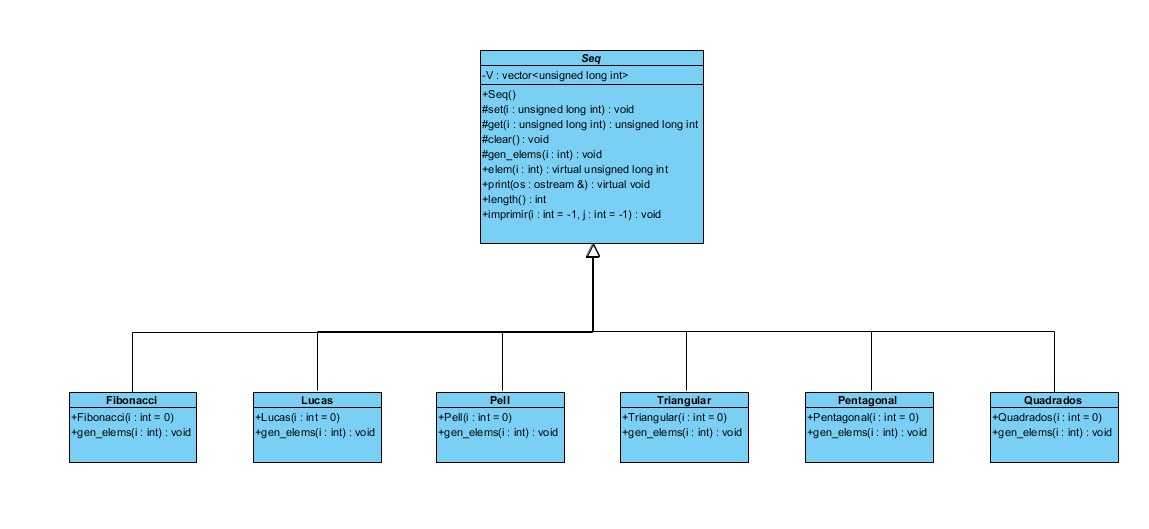 Seq
-V : vector<unsigned long int>
+Seq()
#set(i : unsigned long int) : void
#get(i : unsigned long int) : unsigned long int
#clear() : void
#gen_elems(i : int) : void
+elem(i : int) : virtual unsigned long int
+print(os : ostream &) : virtual void
+length() : int
+imprimir(i : int = -1, j : int = -1) : void
Fibonacci
+Fibonacci(i : int = 0)
+gen_elems(i : int) : void
Lucas
+Lucas(i : int = 0)
+gen_elems(i : int) : void
Pell
+Pell(i : int = 0)
+gen_elems(i : int) : void
Triangular
+Triangular(i : int = 0)
+gen_elems(i : int) : void
Pentagonal
+Pentagonal(i : int = 0)
+gen_elems(i : int) : void
Quadrados
+Quadrados(i : int = 0)
+gen_elems(i : int) : void